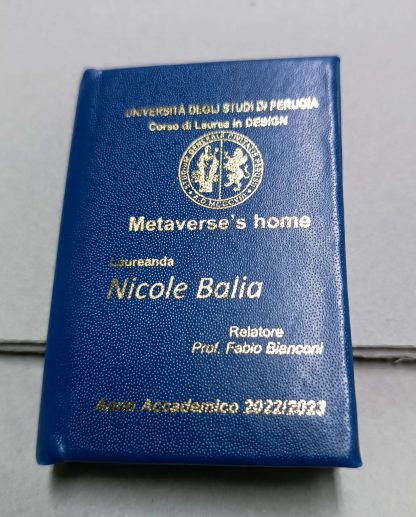 UNIVERSITÀ DEGLI STUDI DI PERUGIA
Corso di Laurea in DESIGN
Metaverse's home
Laureanda
Nicole Balia
Relatore
Prof. Fabio Bianconi
Anno Accademico 2022/2023